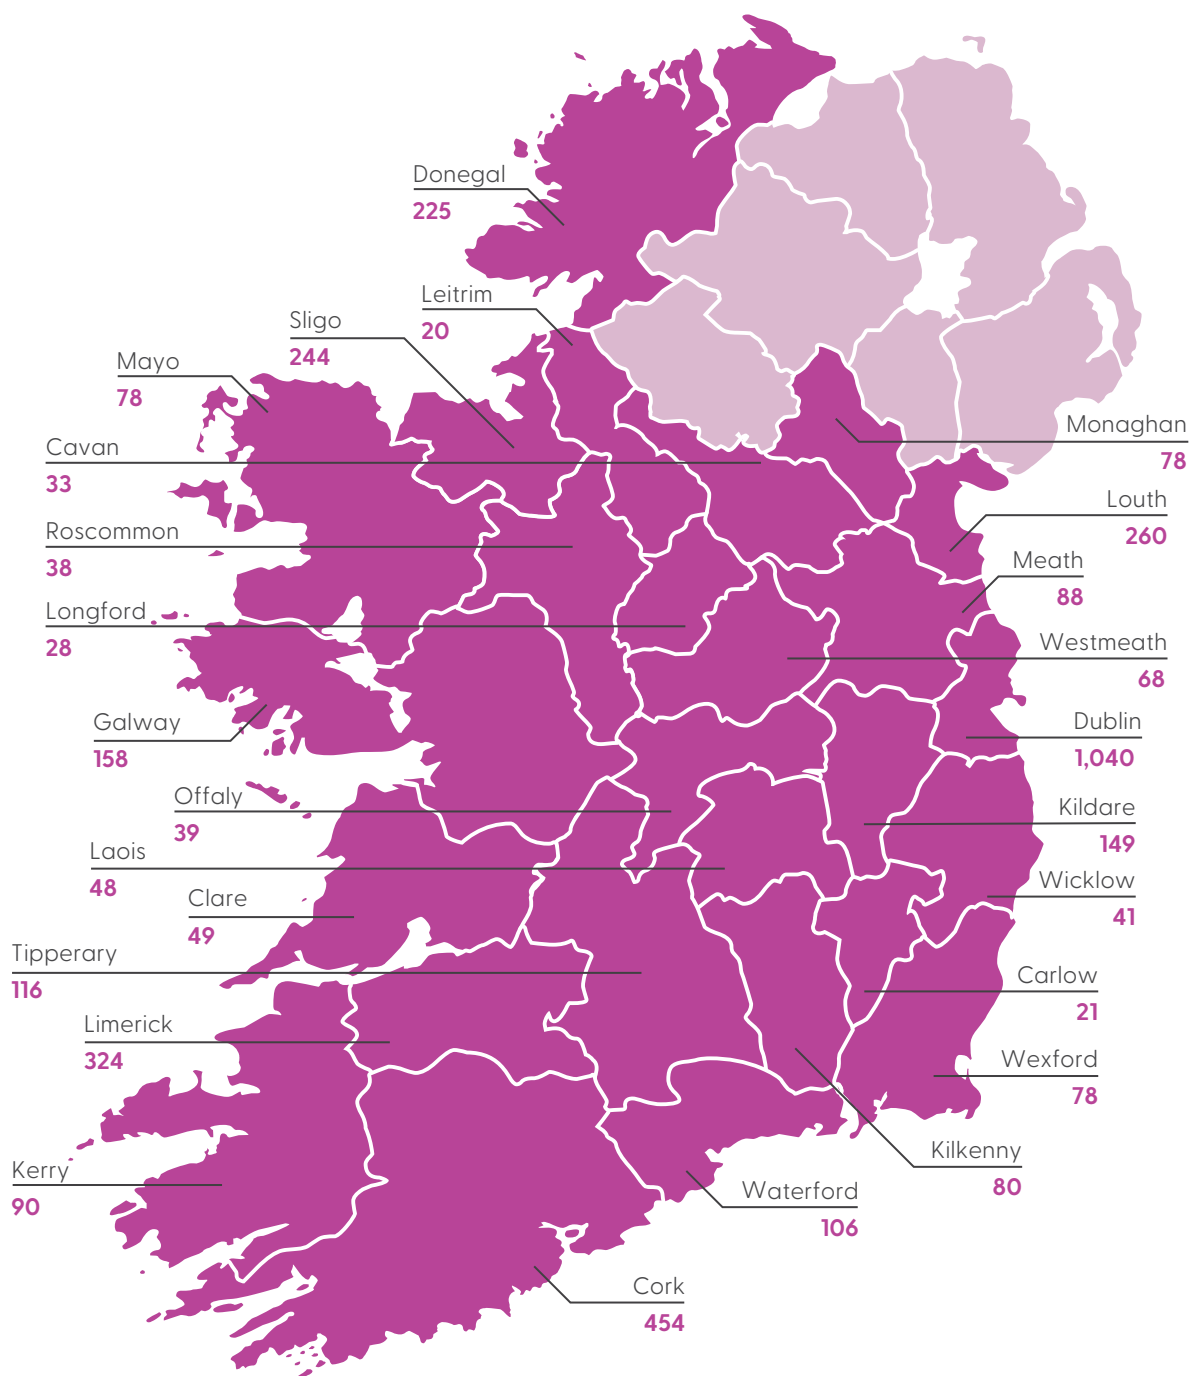 Donegal
225
Leitrim
20
Sligo
244
Mayo
78
Cavan
33
Roscommon
38
Longford
28
Galway
158
Offaly
39
Laois
48
Clare
49
Tipperary
116
Limerick
324
Kerry
90
Monaghan
78
Louth
260
Meath
88
Westmeath
68
Dublin
1,040
Kildare
149
Wicklow
41
Carlow
21
Wexford
78
Kilkenny
80
Waterford
106
Cork
454